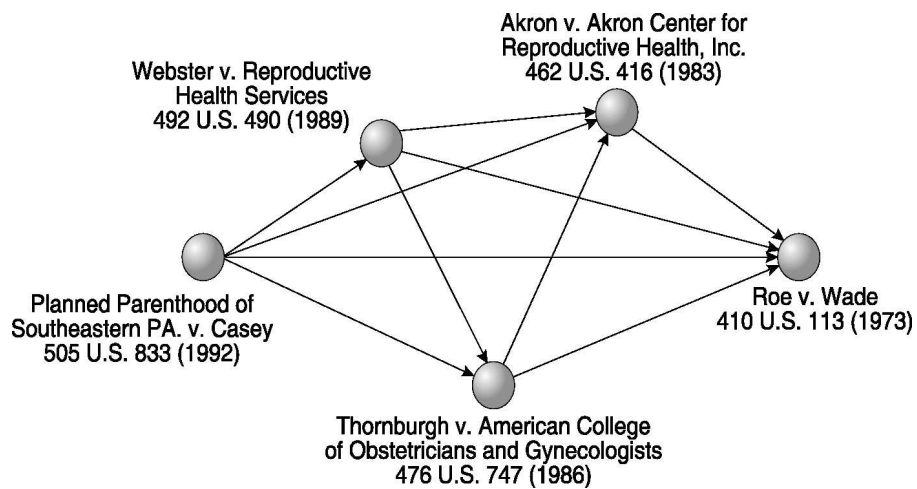 Akron v. Akron Center for
Reproductive Health, Inc.
462 U.S. 416 (1983)
Webster v. Reproductive
Health Services
492 U.S. 490 (1989)
Planned Parenthood of
Southeastern PA. v. Casey
505 U.S. 833 (1992)
Roe v. Wade
410 U.S. 113 (1973)
Thornburgh v. American College
of Obstetricians and Gynecologists
476 U.S. 747 (1986)